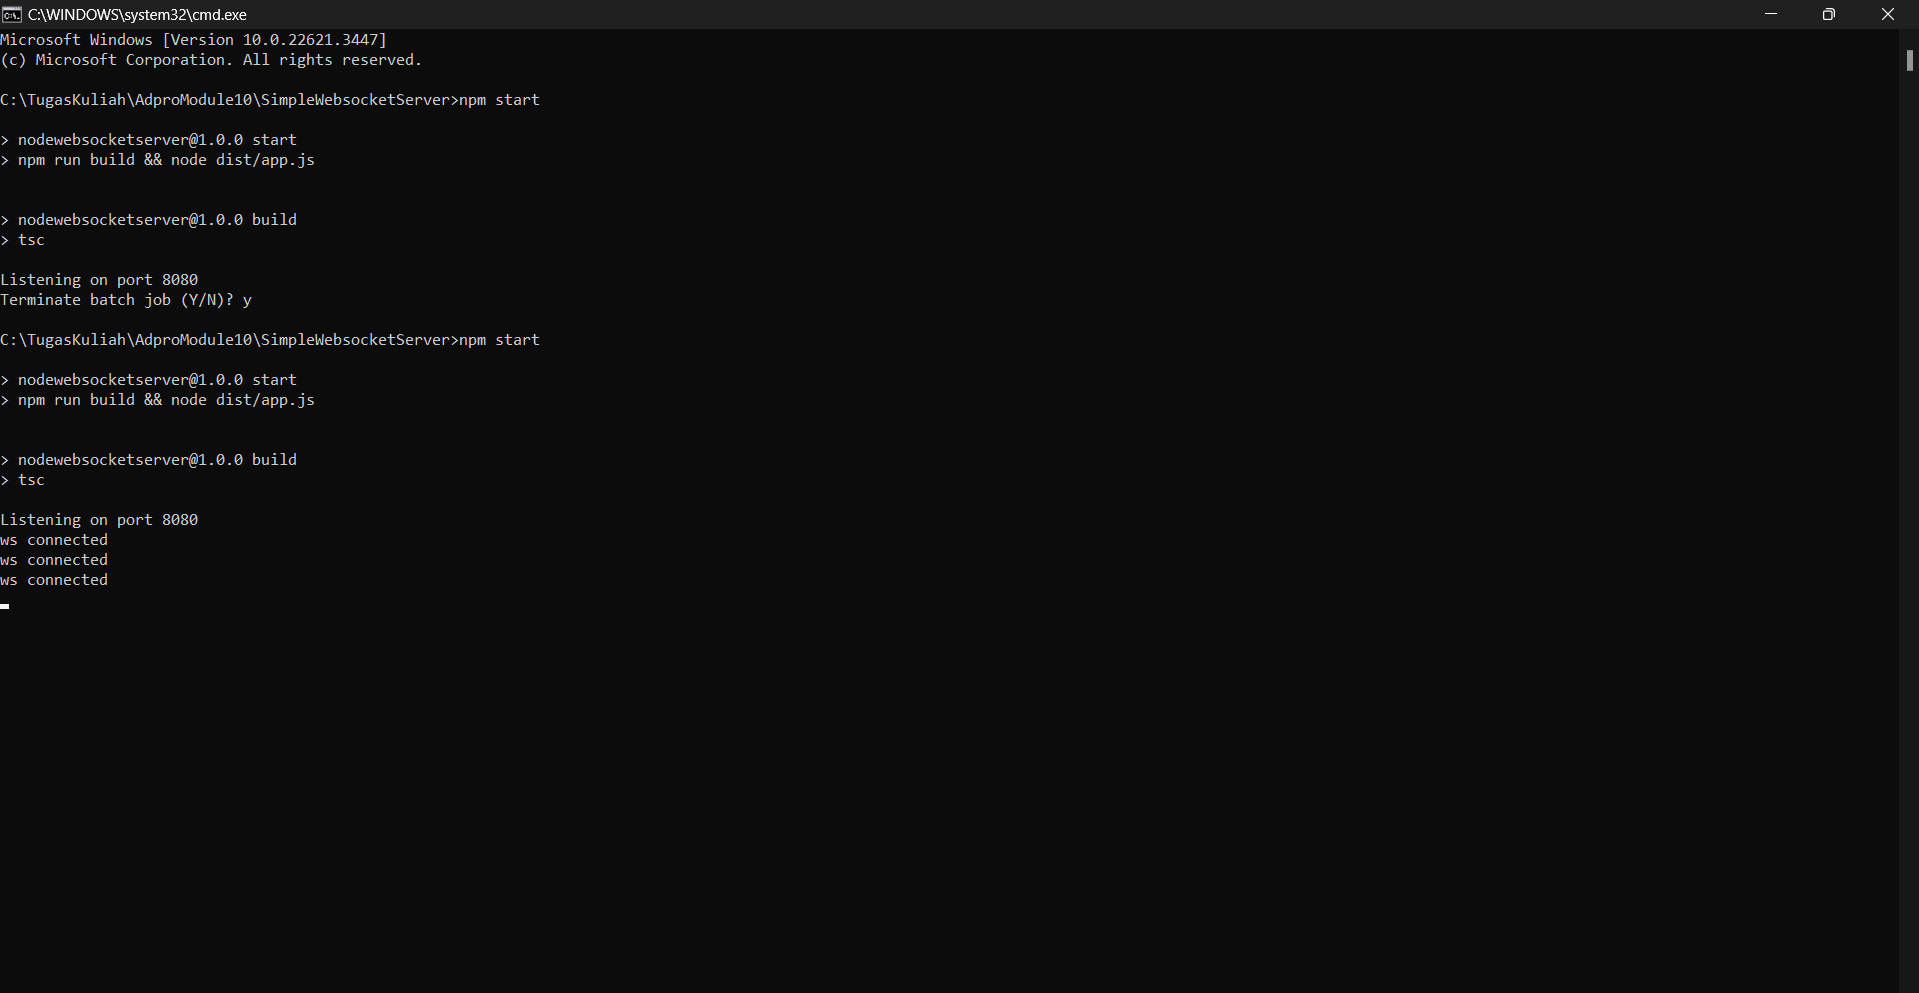 C:\WINDOWS\system32\cmd.exe
Microsoft Windows [Version 10.0.22621.3447]
(c) Microsoft Corporation. All rights reserved.
C:\TugasKuliah\AdproModule10\SimpleWebsocketServer>npm start
> nodewebsocketserver@1.0.0 start
> npm run build && node dist/app.js
> nodewebsocketserver@1.0.0 build
> tsc
Listening on port 8080
Terminate batch job (Y/N)? y
C:\TugasKuliah\AdproModule10\SimpleWebsocketServer>npm start
> nodewebsocketserver@1.0.0 start
> npm run build && node dist/app.js
> nodewebsocketserver@1.0.0 build
> tsc
Listening on port 8080
ws connected
ws connected
ws connected